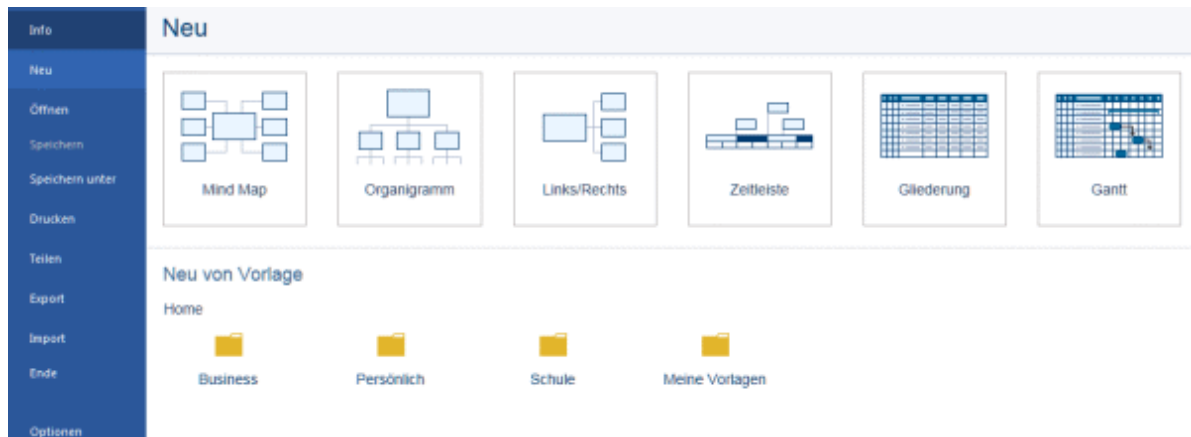 Info
Neu
Öffnen
Speichern
Speichern unter
Drucken
Teilen
Export
Import
Ende
Optionen
Neu
Mind Map
Organigramm
Links/Rechts
Zeitleiste
Gliederung
Gantt
Neu von Vorlage
Home
Business
Persönlich
Schule
Meine Vorlagen